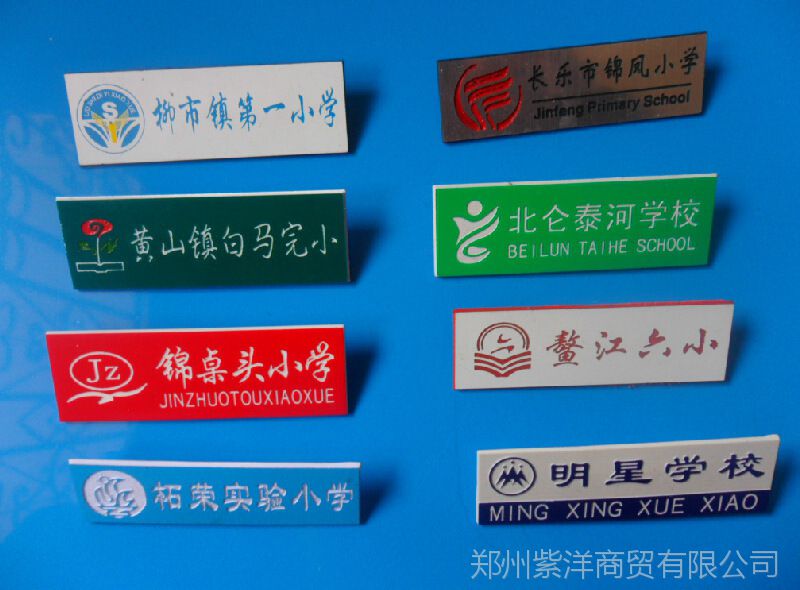 柳市镇第一小学
长乐市锦凤小学
Jinfeng Primary School
黄山镇白马完小
北仑泰河学校
BEILUN TAIHE SCHOOL
Jz
锦桌头小学
JINZHUOTOUXIAOXUE
鳌江六小
柘荣实验小学
明星学校
MING XING XUE XIAO
郑州紫洋商贸有限公司